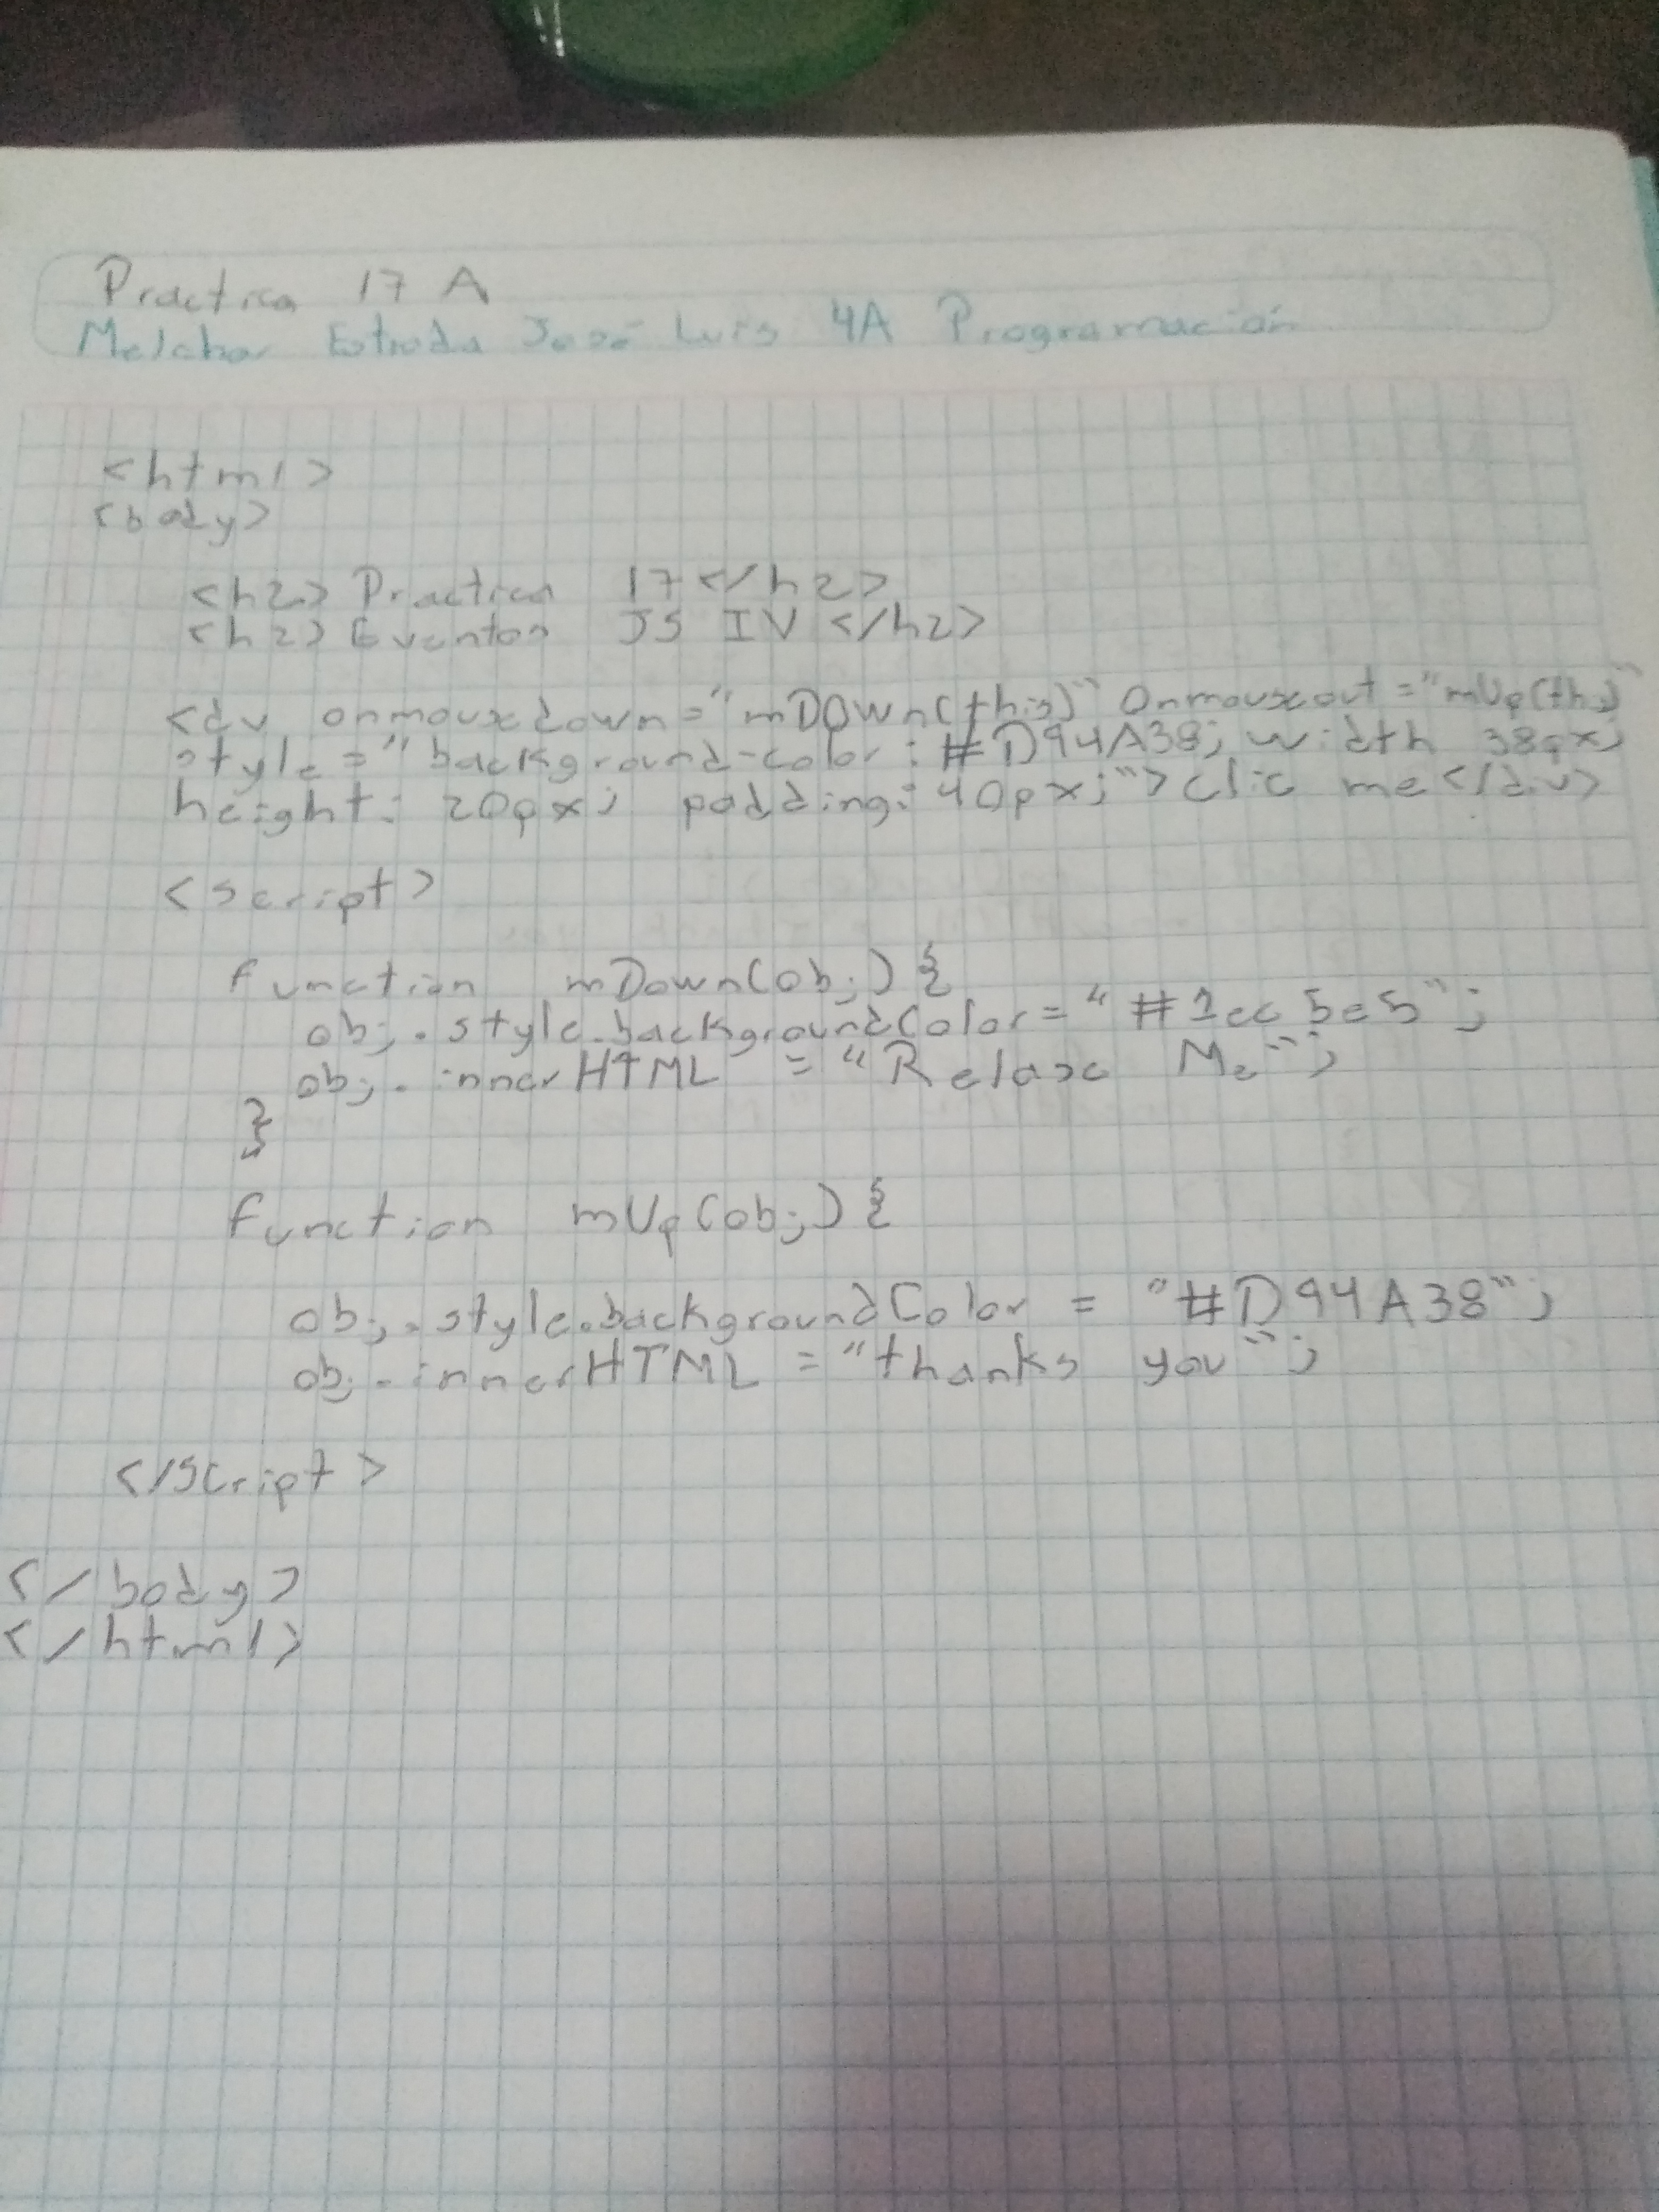 Practica 17 A
Melchor Estrada José Luis 4A Programación
<html>
<body>
<h2> Practica 17 </h2>
<h2> Eventos JS IV </h2>
<div onmousedown="mDOwn(this)" Onmouseout="mUp(this)"
style="background-color: #D94A38; width 38px;
height: 20px; padding: 40px;"> clic me </div>
<script>
function mDown(obj) {
obj.style.backgroundColor = "#1ec5e5";
obj.innerHTML = "Relase Me";
}
function mUp(obj) {
obj.style.backgroundColor = "#D94A38";
obj.innerHTML = "thanks you";
</script>
</body>
</html>